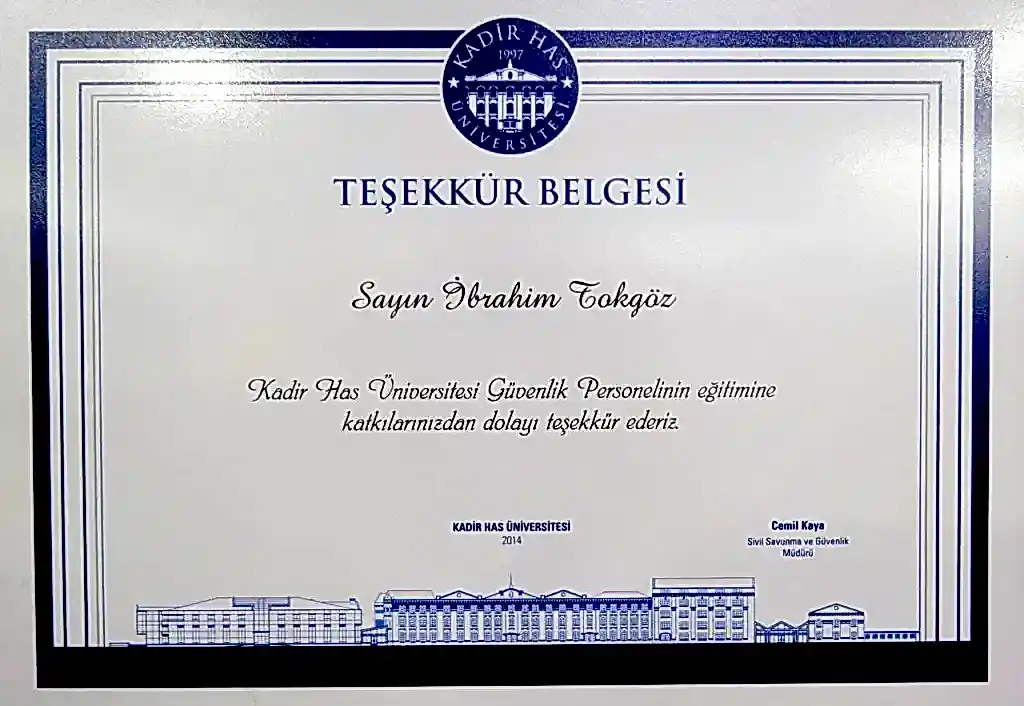 KADİR HAS
1997
ÜNİVERSİTESİ
TEŞEKKÜR BELGESİ
Sayın İbrahim Tokgöz
Kadir Has Üniversitesi Güvenlik Personelinin eğitimine
katkılarınızdan dolayı teşekkür ederiz.
KADİR HAS ÜNİVERSİTESİ
2014
Cemil Kaya
Sivil Savunma ve Güvenlik
Müdürü